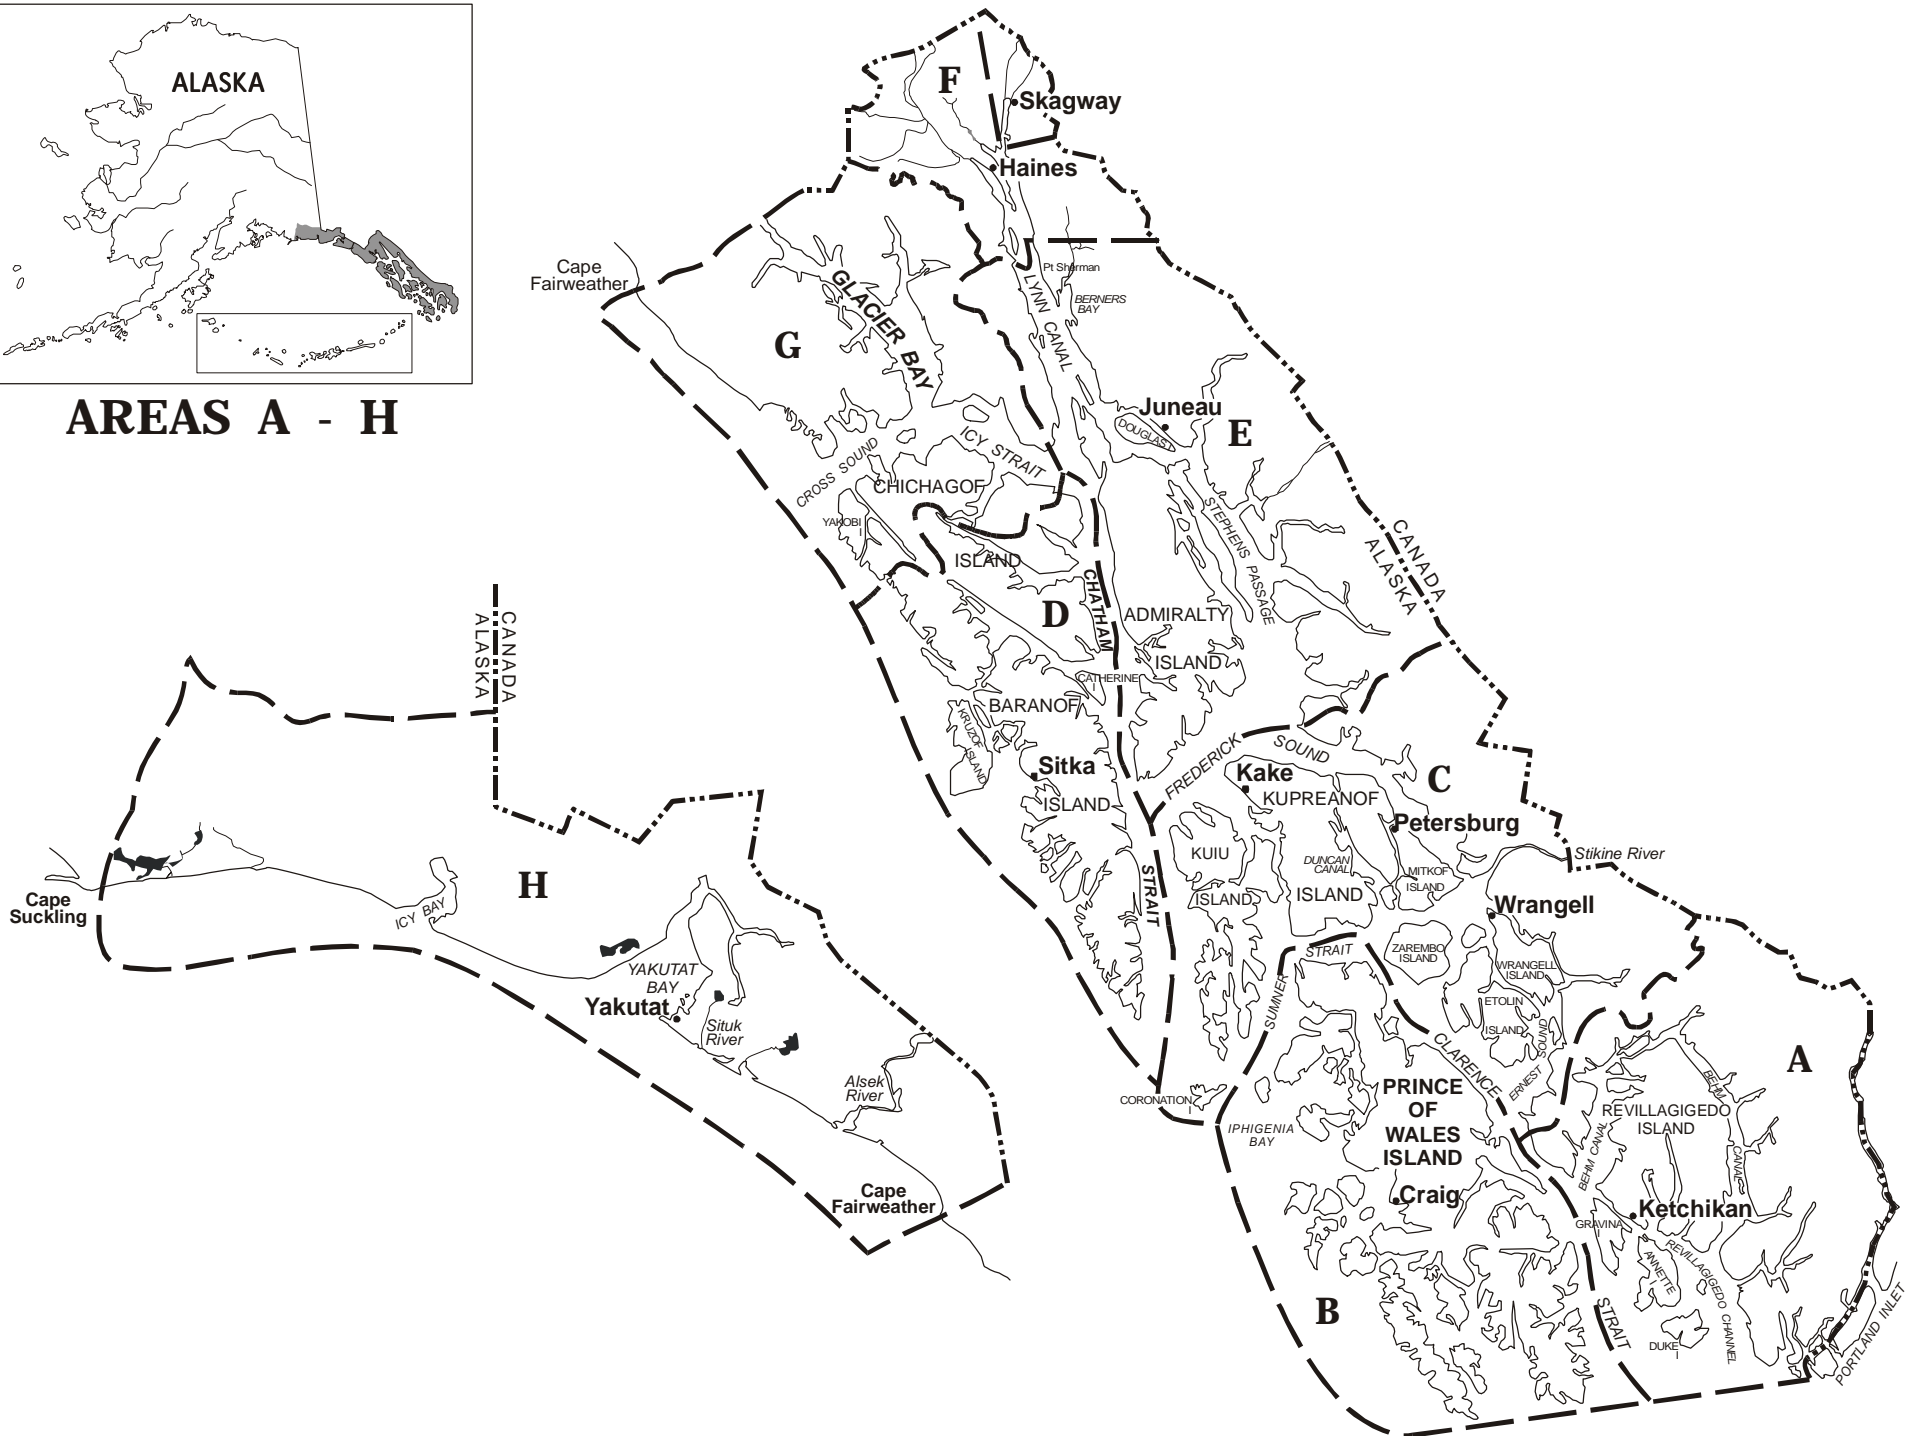 ALASKA
AREAS A - H
F
Skagway
Haines
Cape
Fairweather
Pt Sherman
BERNERS
BAY
LYNN CANAL
GLACIER BAY
G
Juneau
DOUGLAS I
E
ICY STRAIT
CROSS SOUND
CHICHAGOF
YAKOBI
ISLAND
STEPHENS PASSAGE
CANADA
ALASKA
CHATHAM
D
ADMIRALTY
ISLAND
CATHERINE
BARANOF
KRUZOF
ISLAND
Sitka
ISLAND
FREDERICK
SOUND
Kake
C
KUPREANOF
Petersburg
KUIU
DUNCAN
CANAL
MITKOF
ISLAND
Stikine River
STRAIT
ISLAND
ISLAND
Wrangell
STRAIT
ZAREMBO
ISLAND
WRANGELL
ISLAND
SUMNER
ETOLIN
ISLAND
SOUND
CLARENCE
ERNEST
A
BEHM
CORONATION
IPHIGENIA
BAY
PRINCE
OF
WALES
ISLAND
REVILLAGIGEDO
ISLAND
BEHM CANAL
CANAL
Craig
Ketchikan
GRAVINA
ANNETTE
REVILLAGIGEDO CHANNEL
B
STRAIT
DUKE
PORTLAND INLET
CANADA
ALASKA
Cape
Suckling
H
ICY BAY
YAKUTAT
BAY
Yakutat
Situk
River
Alsek
River
Cape
Fairweather